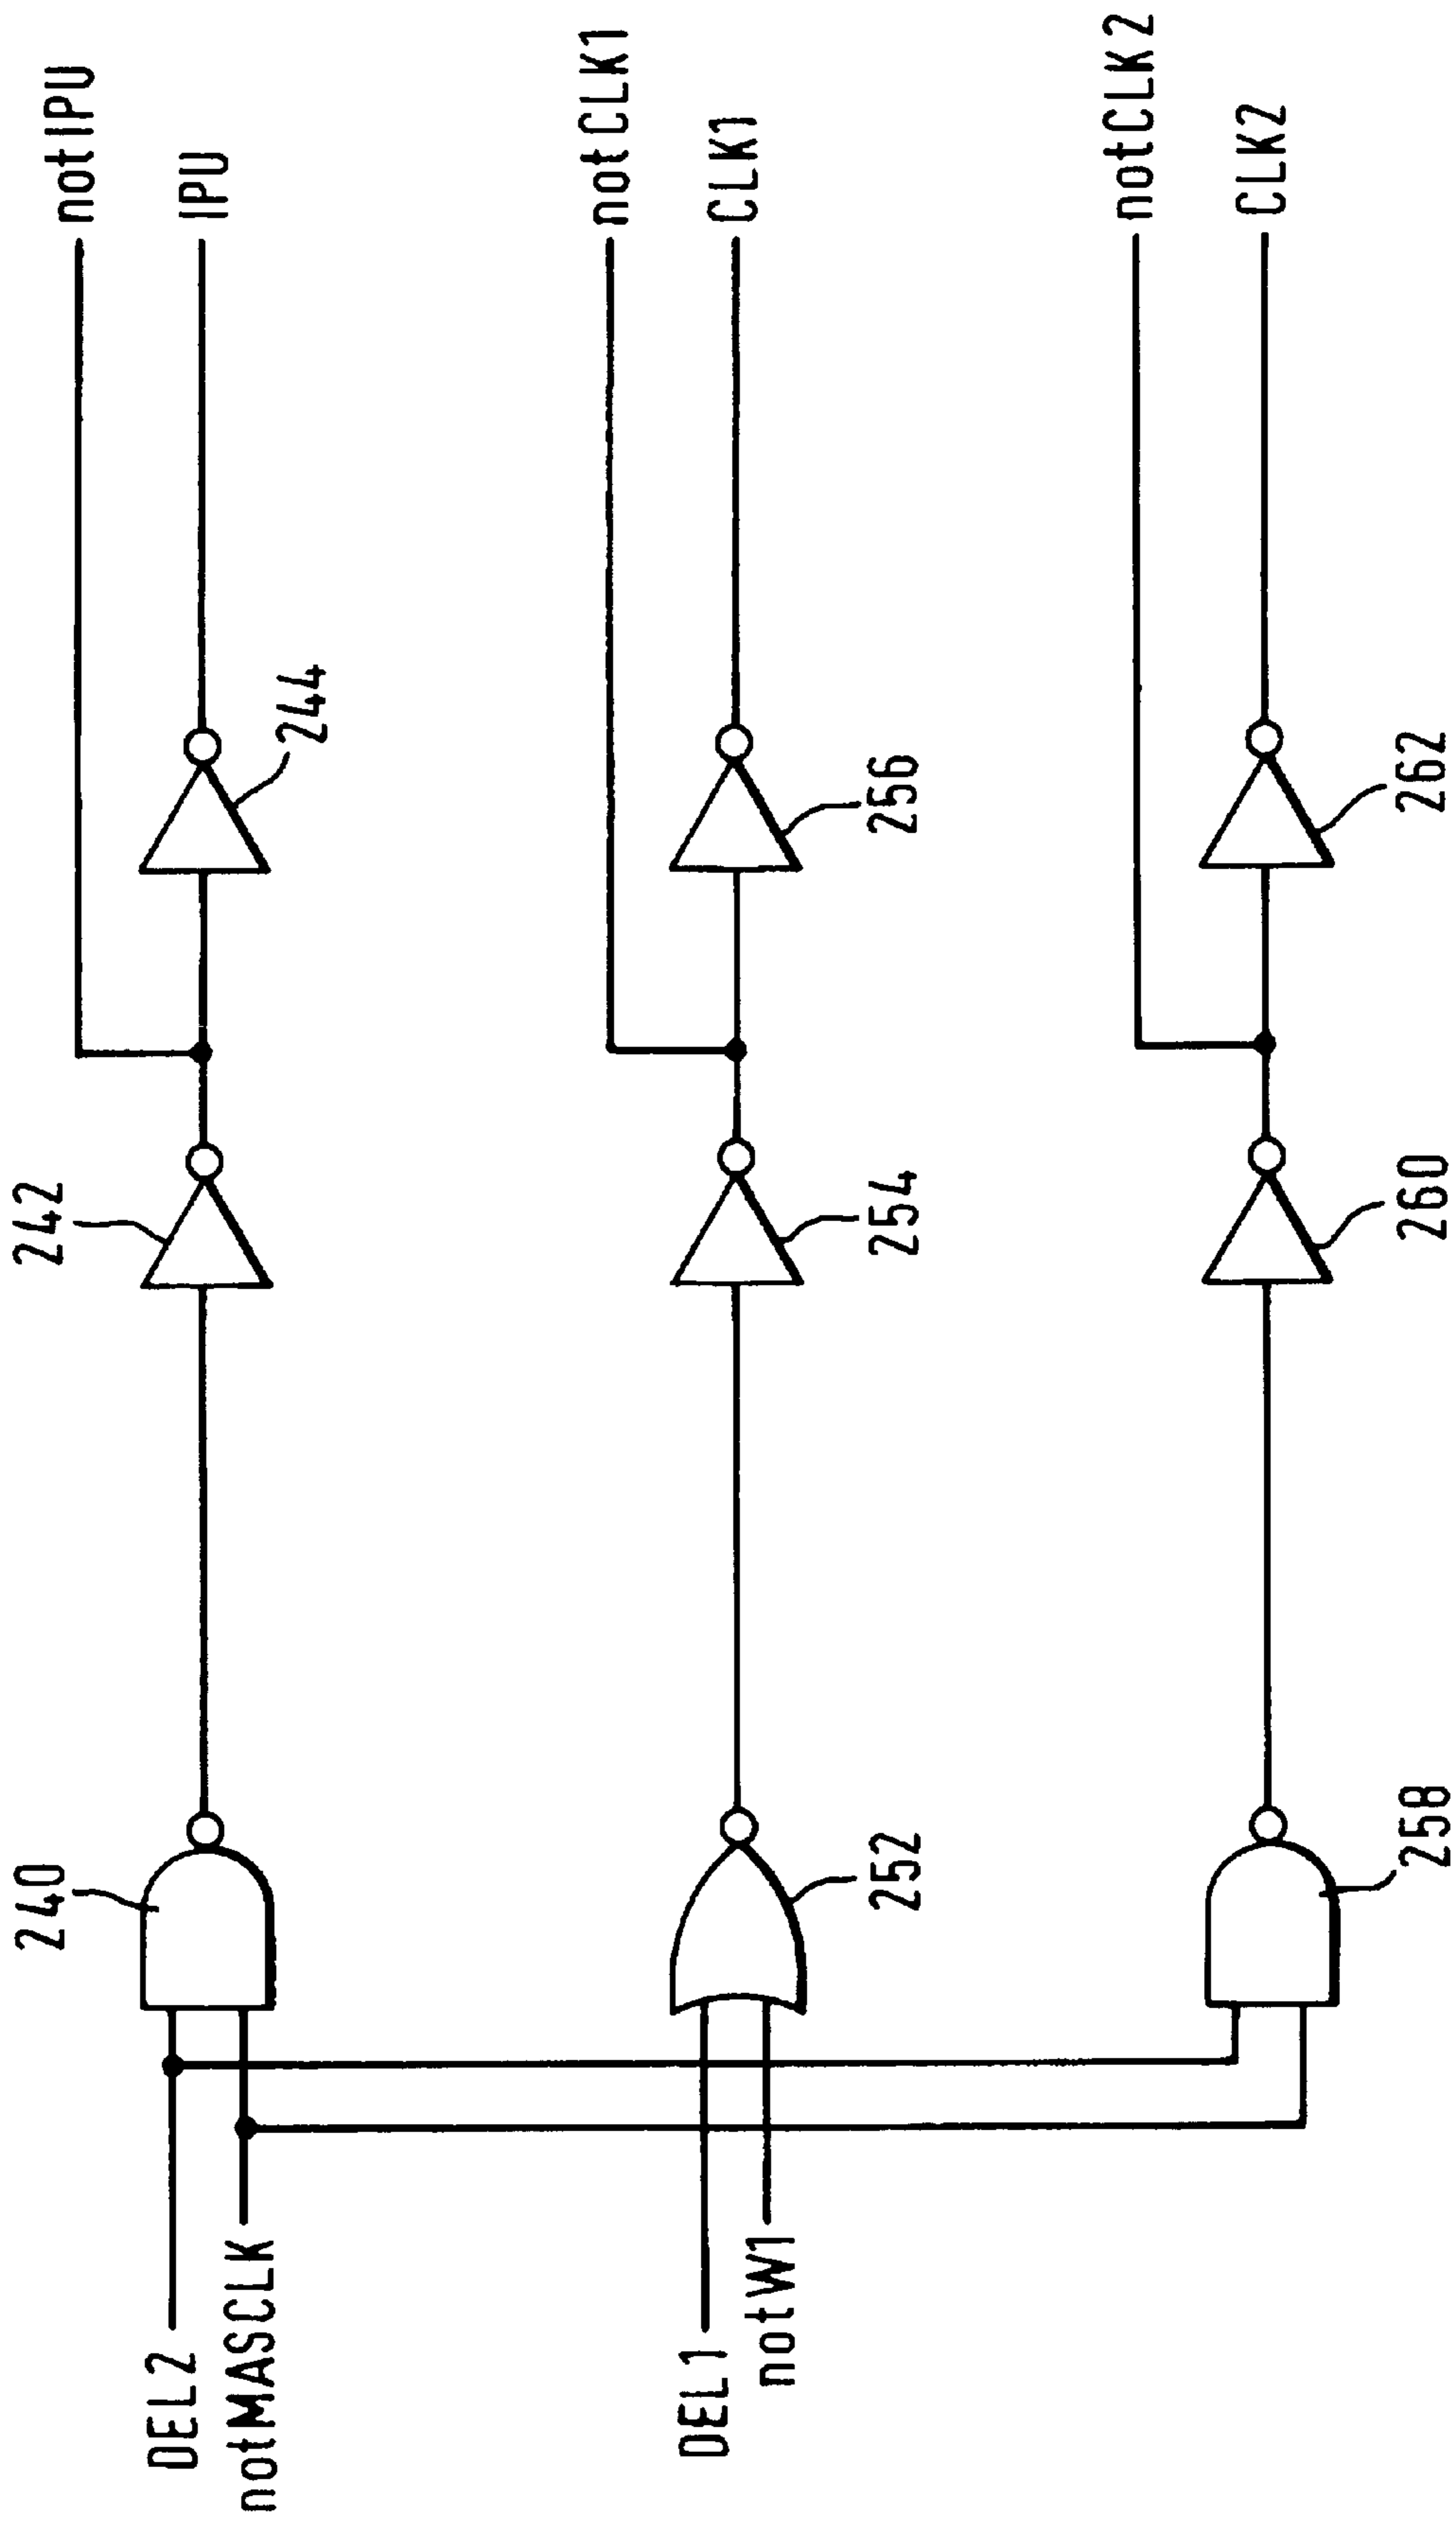 notIPU
IPU
242
244
240
DEL2
notMASCLK
notCLK1
CLK1
254
256
252
DEL1
notW1
notCLK2
CLK2
260
262
258